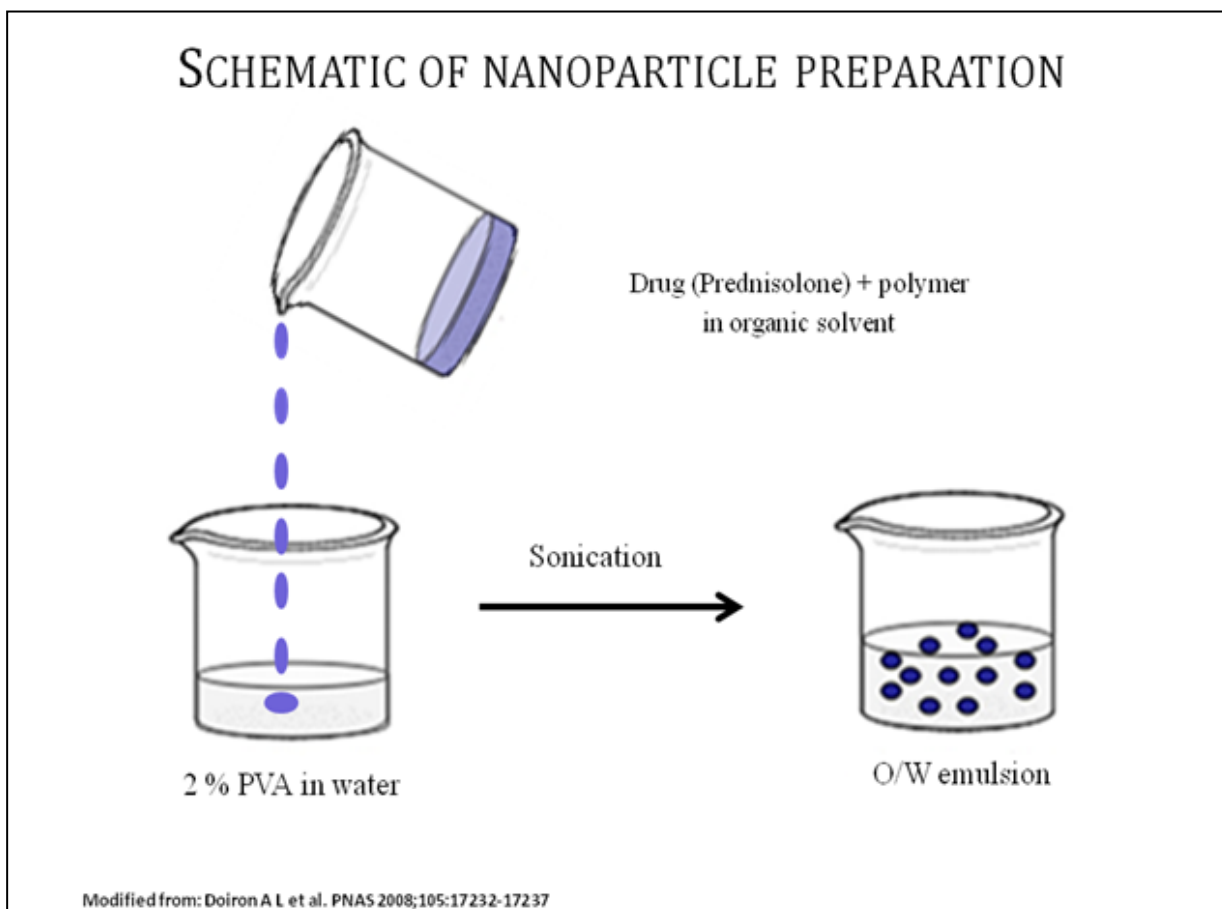 SCHEMATIC OF NANOPARTICLE PREPARATION
Drug (Prednisolone) + polymer
in organic solvent
Sonication
2 % PVA in water
O/W emulsion
Modified from: Doiron A L et al. PNAS 2008;105:17232-17237